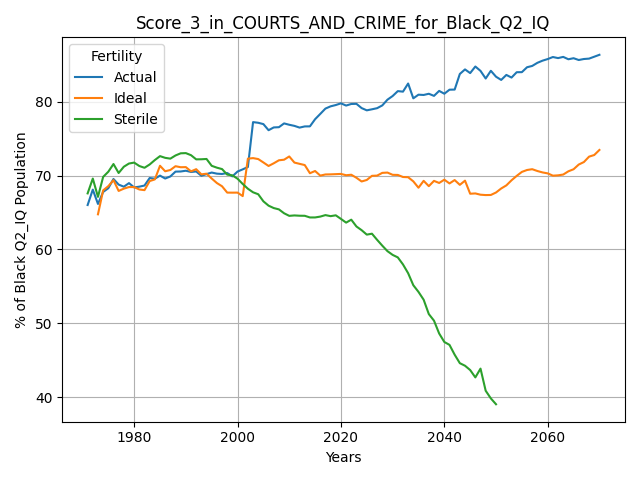 Score_3_in_COURTS_AND_CRIME_for_Black_Q2_IQ
Fertility
Actual
Ideal
Sterile
% of Black Q2_IQ Population
80
70
60
50
40
1980
2000
2020
2040
2060
Years